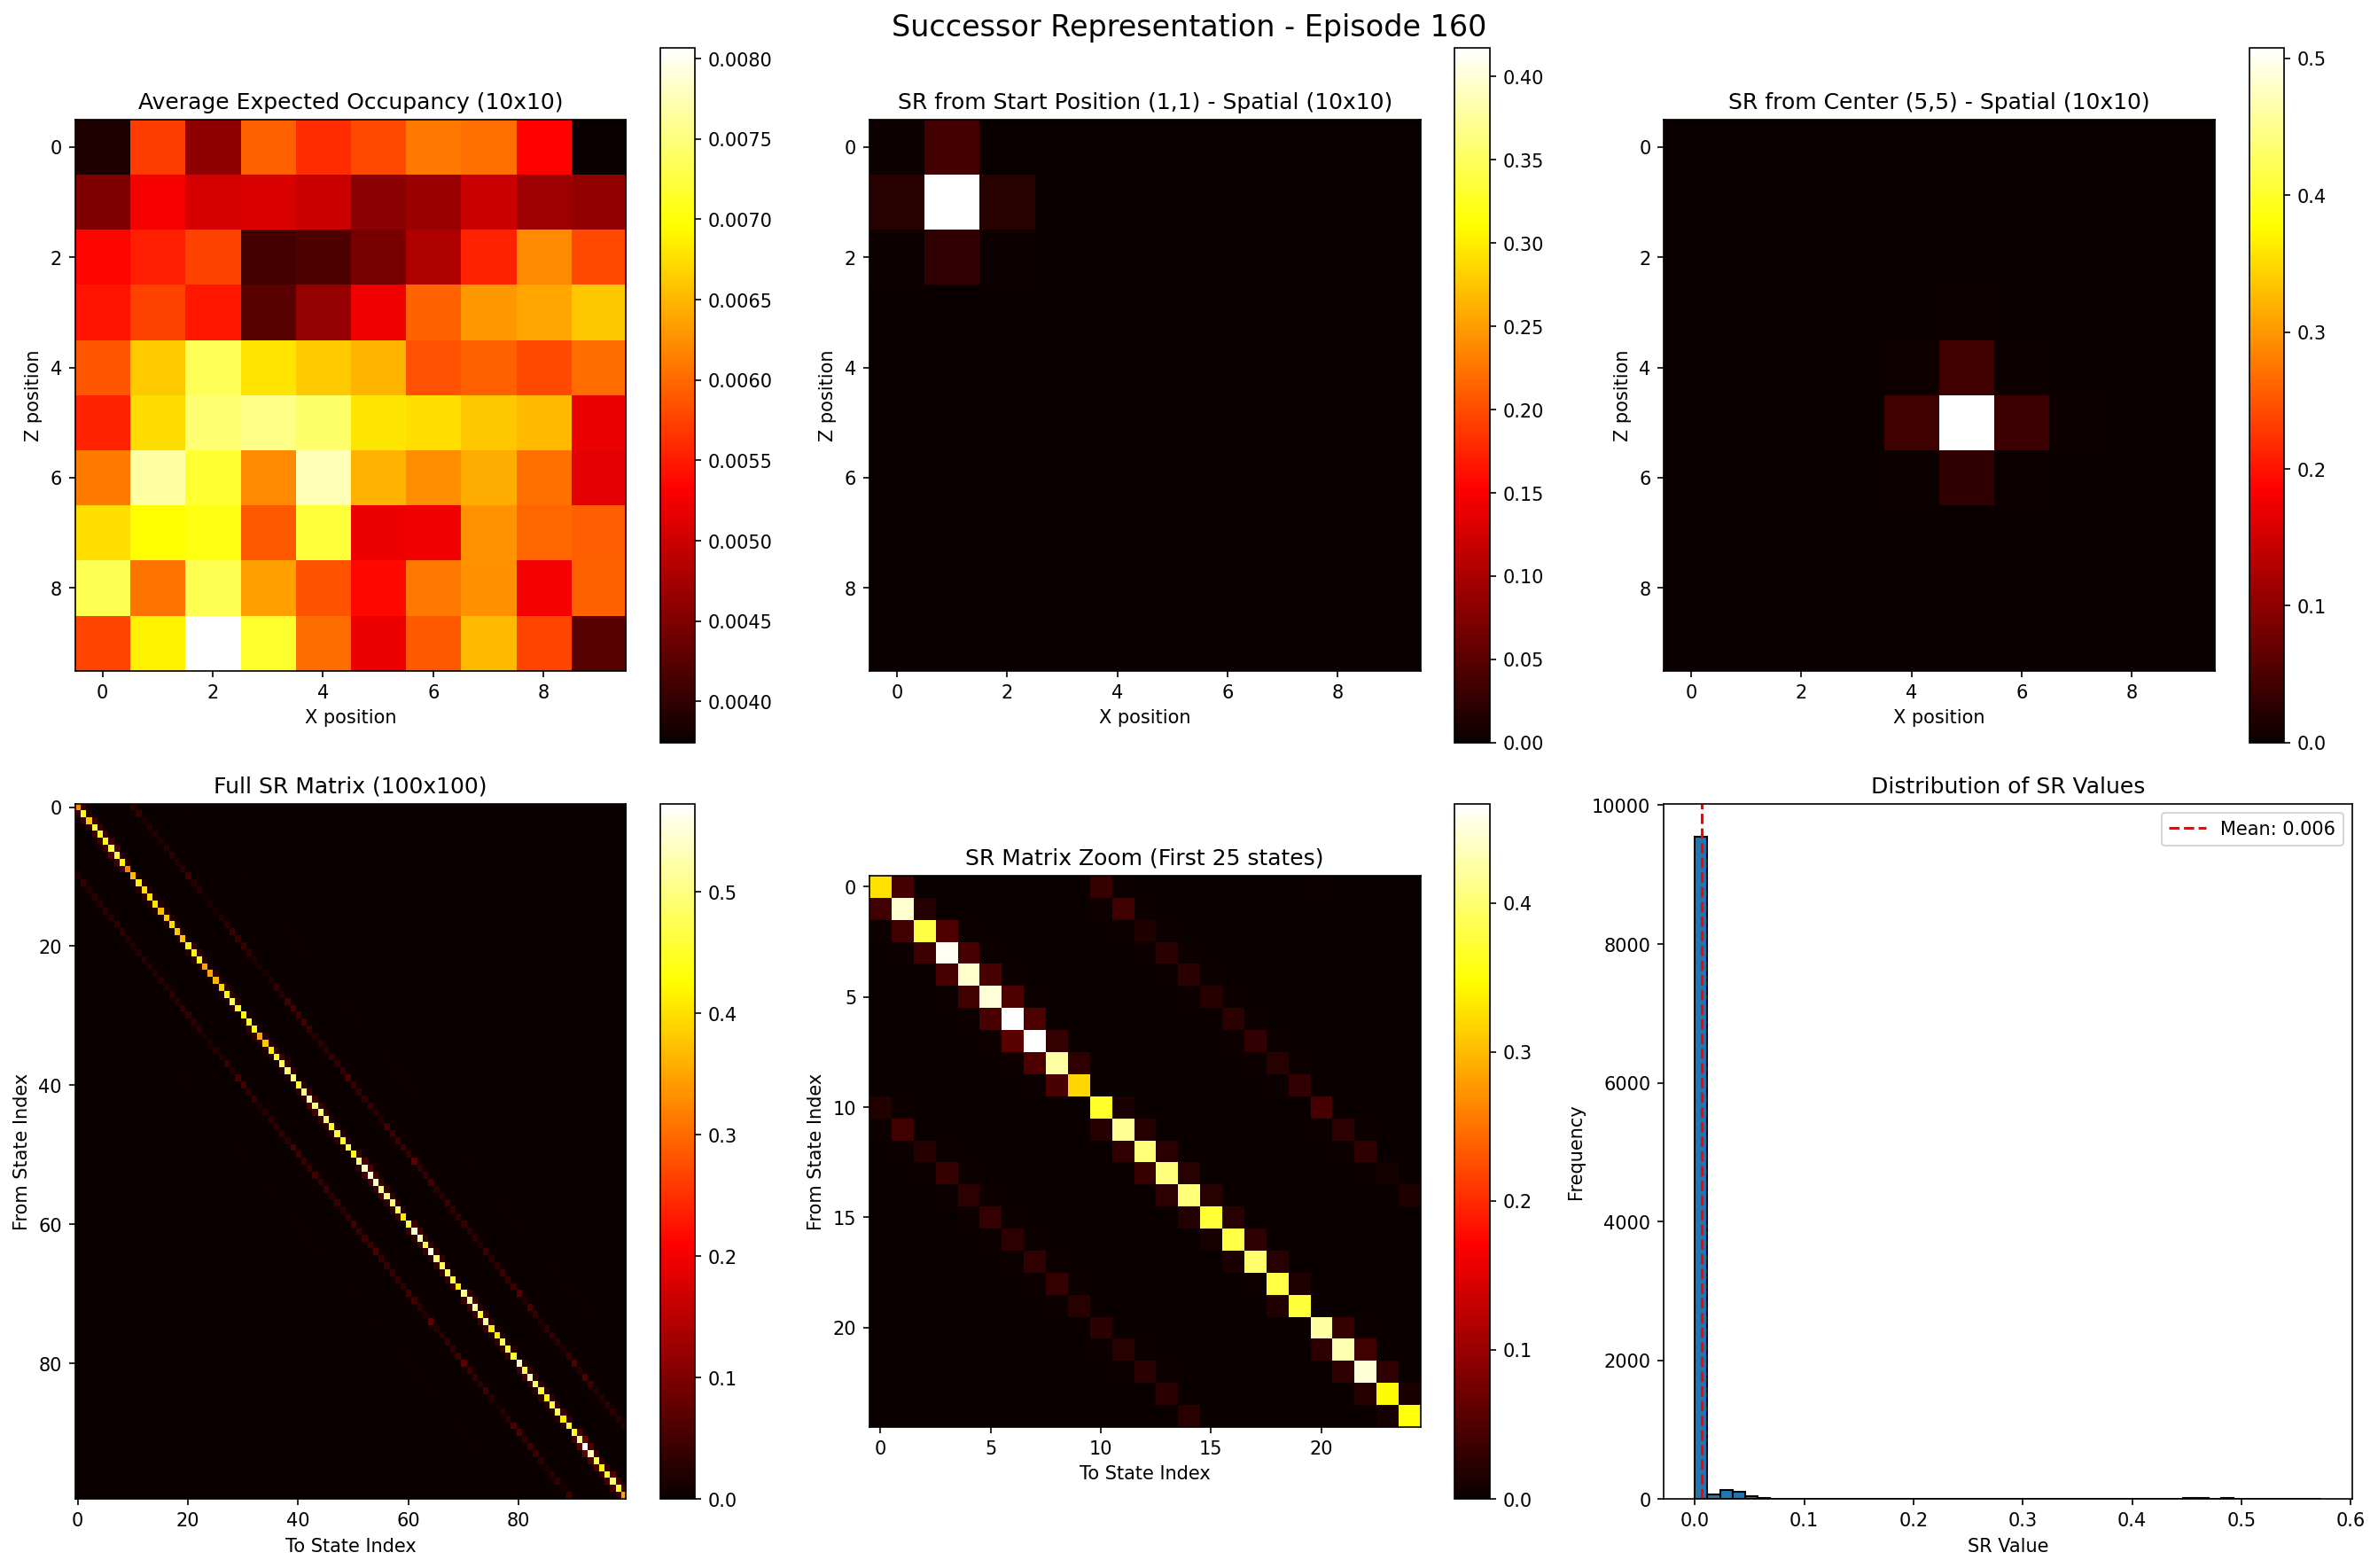 Successor Representation - Episode 160
Average Expected Occupancy (10x10)
0
2
4
6
8
Z position
0 2 4 6 8
X position
0.0080
0.0075
0.0070
0.0065
0.0060
0.0055
0.0050
0.0045
0.0040
SR from Start Position (1,1) - Spatial (10x10)
0
2
4
6
8
Z position
0 2 4 6 8
X position
0.40
0.35
0.30
0.25
0.20
0.15
0.10
0.05
0.00
SR from Center (5,5) - Spatial (10x10)
0
2
4
6
8
Z position
0 2 4 6 8
X position
0.5
0.4
0.3
0.2
0.1
0.0
Full SR Matrix (100x100)
0
20
40
60
80
From State Index
0 20 40 60 80
To State Index
0.5
0.4
0.3
0.2
0.1
0.0
SR Matrix Zoom (First 25 states)
0
5
10
15
20
From State Index
0 5 10 15 20
To State Index
0.4
0.3
0.2
0.1
0.0
Distribution of SR Values
10000
8000
6000
4000
2000
0
Frequency
Mean: 0.006
0.0 0.1 0.2 0.3 0.4 0.5 0.6
SR Value